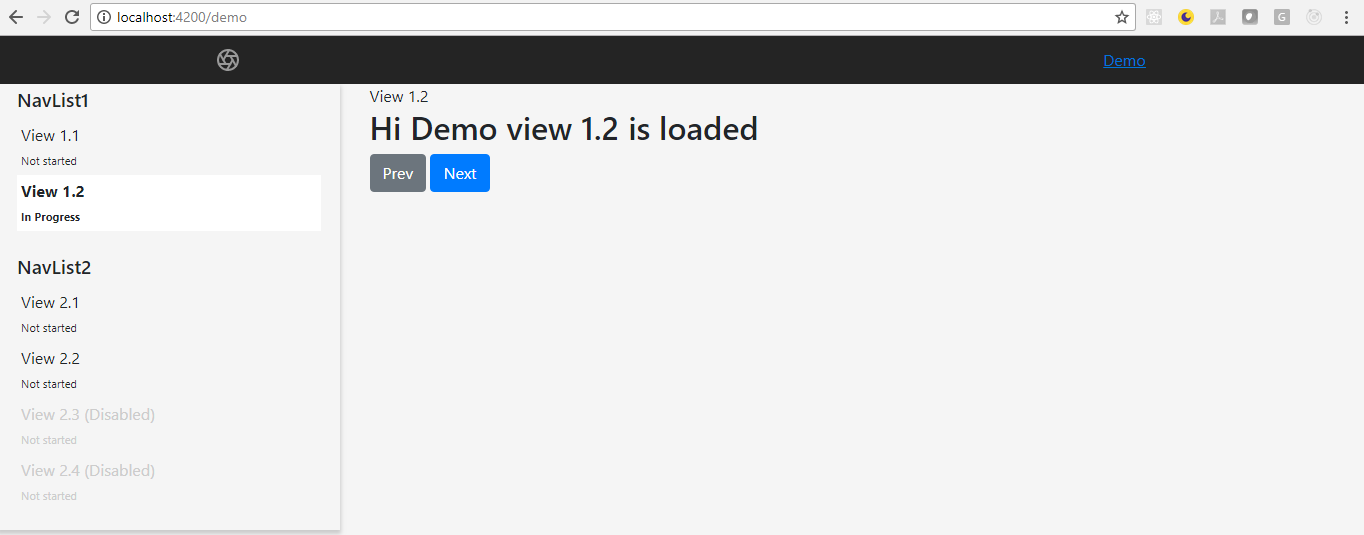 localhost:4200/demo
G
Demo
NavList1
View 1.1
Not started
View 1.2
In Progress
NavList2
View 2.1
Not started
View 2.2
Not started
View 2.3 (Disabled)
Not started
View 2.4 (Disabled)
Not started
View 1.2
Hi Demo view 1.2 is loaded
Prev Next